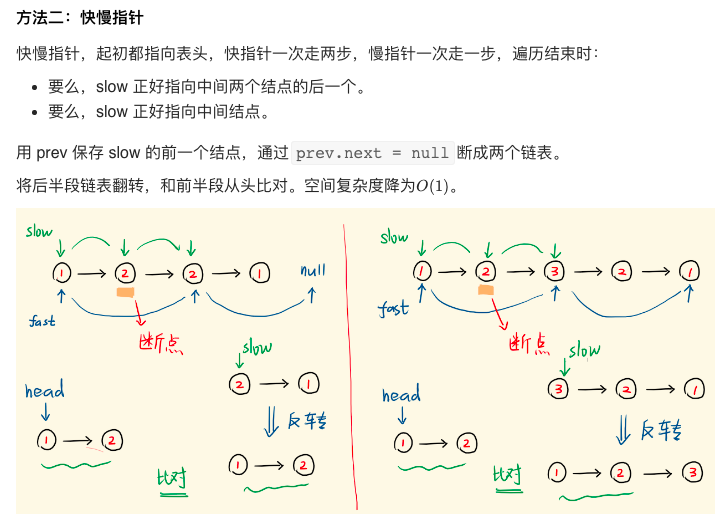 方法二：快慢指针
快慢指针，起初都指向表头，快指针一次走两步，慢指针一次走一步，遍历结束时：
• 要么，slow 正好指向中间两个结点的后一个。
• 要么，slow 正好指向中间结点。
用 prev 保存 slow 的前一个结点，通过 prev.next = null 断成两个链表。
将后半段链表翻转，和前半段从头比对。空间复杂度降为O(1)。
slow
1 → 2 → 2 → 1 null
fast
断点
slow
2 → 1
head
反转
1 → 2
1 → 2
比对
slow
1 → 2 → 3 → 2 → 1
fast
断点
slow
3 → 2 → 1
head
反转
1 → 2
1 → 2 → 3
比对